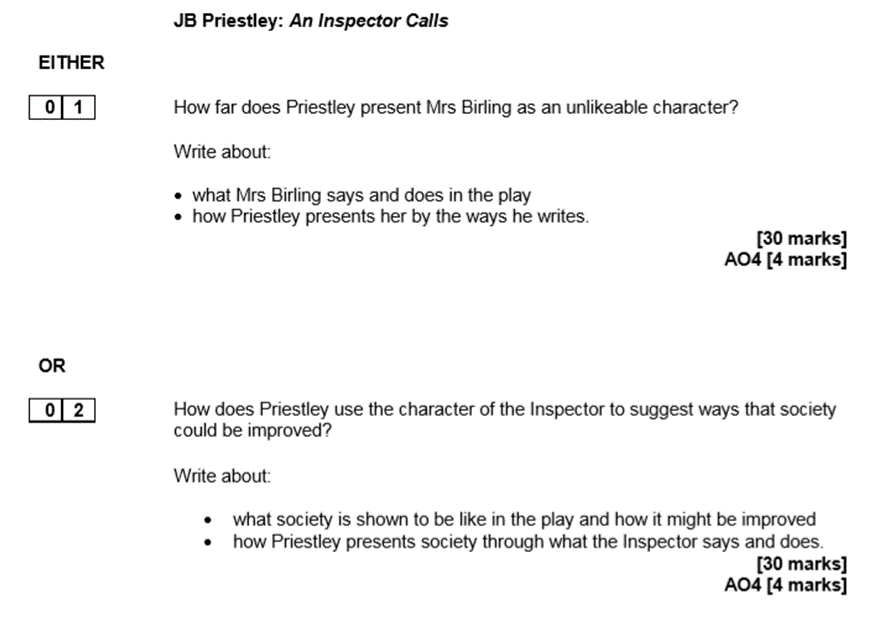 JB Priestley: An Inspector Calls
EITHER
0 1 How far does Priestley present Mrs Birling as an unlikeable character?
Write about:
• what Mrs Birling says and does in the play
• how Priestley presents her by the ways he writes.
[30 marks]
AO4 [4 marks]
OR
0 2 How does Priestley use the character of the Inspector to suggest ways that society
could be improved?
Write about:
• what society is shown to be like in the play and how it might be improved
• how Priestley presents society through what the Inspector says and does.
[30 marks]
AO4 [4 marks]